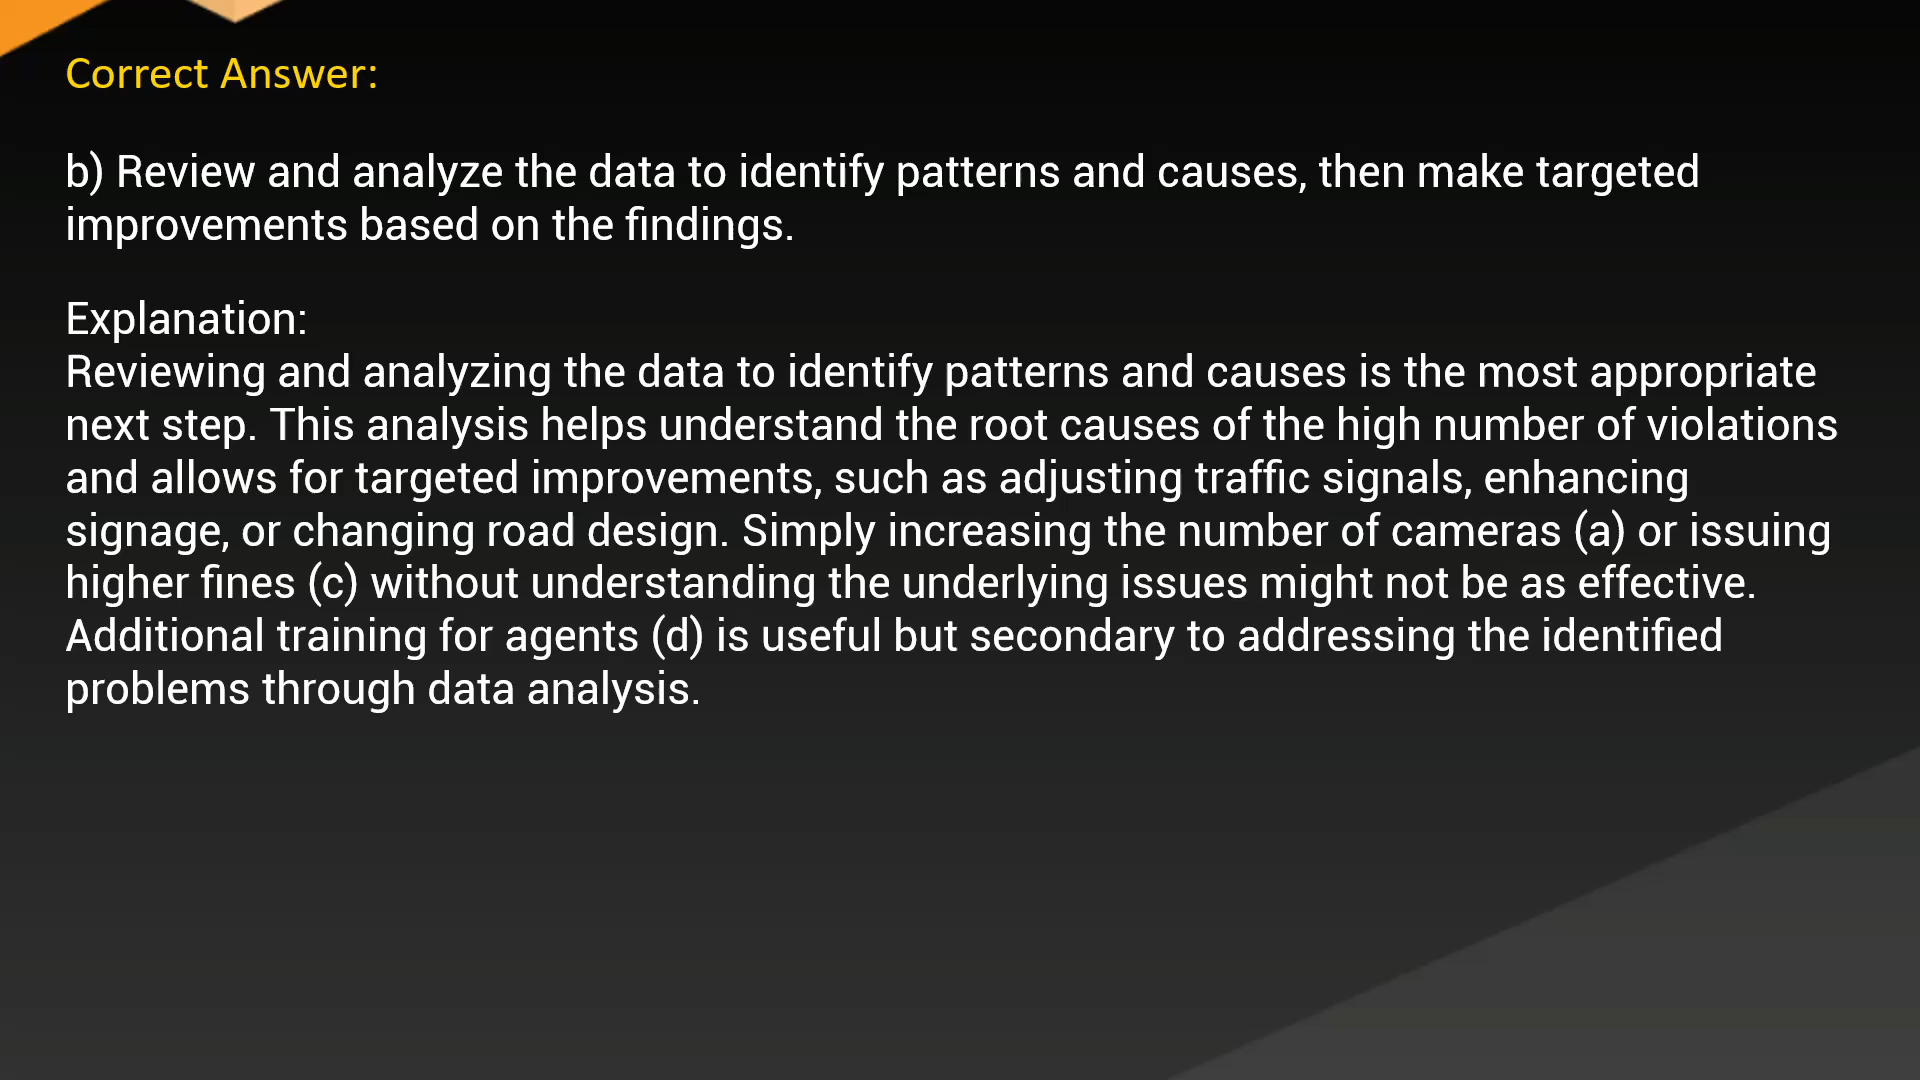 Correct Answer:
b) Review and analyze the data to identify patterns and causes, then make targeted
improvements based on the findings.
Explanation:
Reviewing and analyzing the data to identify patterns and causes is the most appropriate
next step. This analysis helps understand the root causes of the high number of violations
and allows for targeted improvements, such as adjusting traffic signals, enhancing
signage, or changing road design. Simply increasing the number of cameras (a) or issuing
higher fines (c) without understanding the underlying issues might not be as effective.
Additional training for agents (d) is useful but secondary to addressing the identified
problems through data analysis.